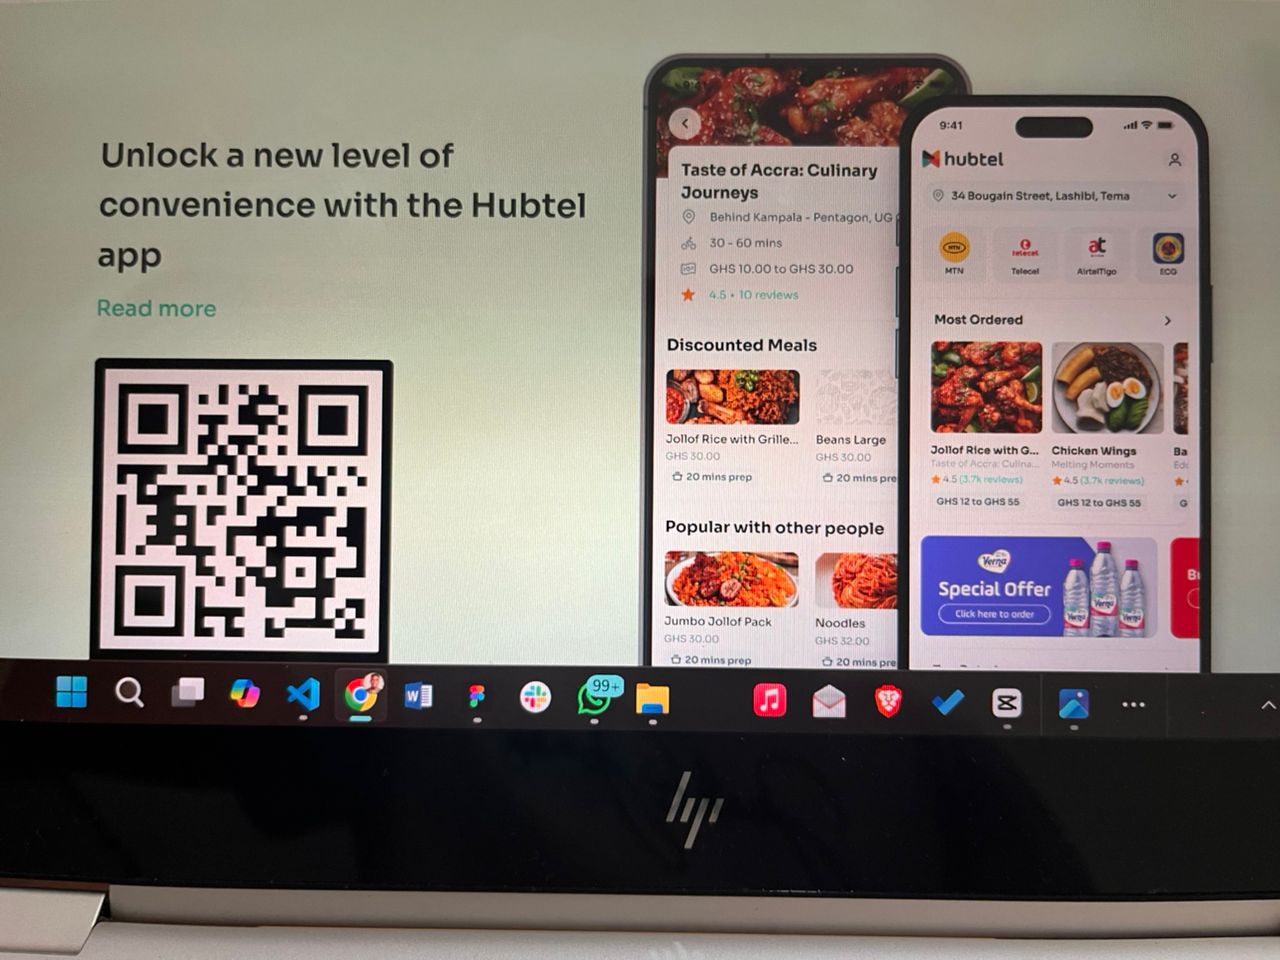 Unlock a new level of
convenience with the Hubtel
app
Read more
Taste of Accra: Culinary
Journeys
Behind Kampala - Pentagon, UG
30 - 60 mins
GHS 10.00 to GHS 30.00
4.5 • 10 reviews
Discounted Meals
Jollof Rice with Grille...
GHS 30.00
20 mins prep
Beans Large
GHS 30.00
20 mins pre
Popular with other people
Jumbo Jollof Pack
GHS 30.00
20 mins prep
Noodles
GHS 32.00
20 mins pre
9:41
hubtel
34 Bougain Street, Lashibi, Tema
MTN
MTN
telecel
Telecel
at
AirtelTigo
ECG
Most Ordered
Jollof Rice with G...
Taste of Accra: Culina...
4.5 (3.7k reviews)
GHS 12 to GHS 55
Chicken Wings
Melting Moments
4.5 (3.7k reviews)
GHS 12 to GHS 55
Ba
G
Verna
Special Offer
Click here to order
Verna
Verna
Verna
99+
W
hp